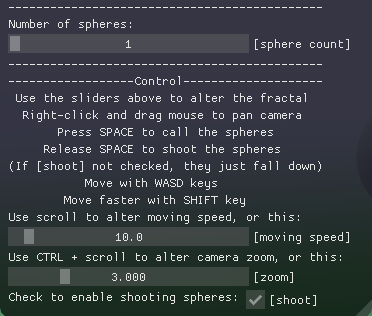 --------------------------------------------
Number of spheres:
1 [sphere count]
--------------------------------------------
------------------Control--------------------
Use the sliders above to alter the fractal
Right-click and drag mouse to pan camera
Press SPACE to call the spheres
Release SPACE to shoot the spheres
(If [shoot] not checked, they just fall down)
Move with WASD keys
Move faster with SHIFT key
Use scroll to alter moving speed, or this:
10.0 [moving speed]
Use CTRL + scroll to alter camera zoom, or this:
3.000 [zoom]
Check to enable shooting spheres: [shoot]